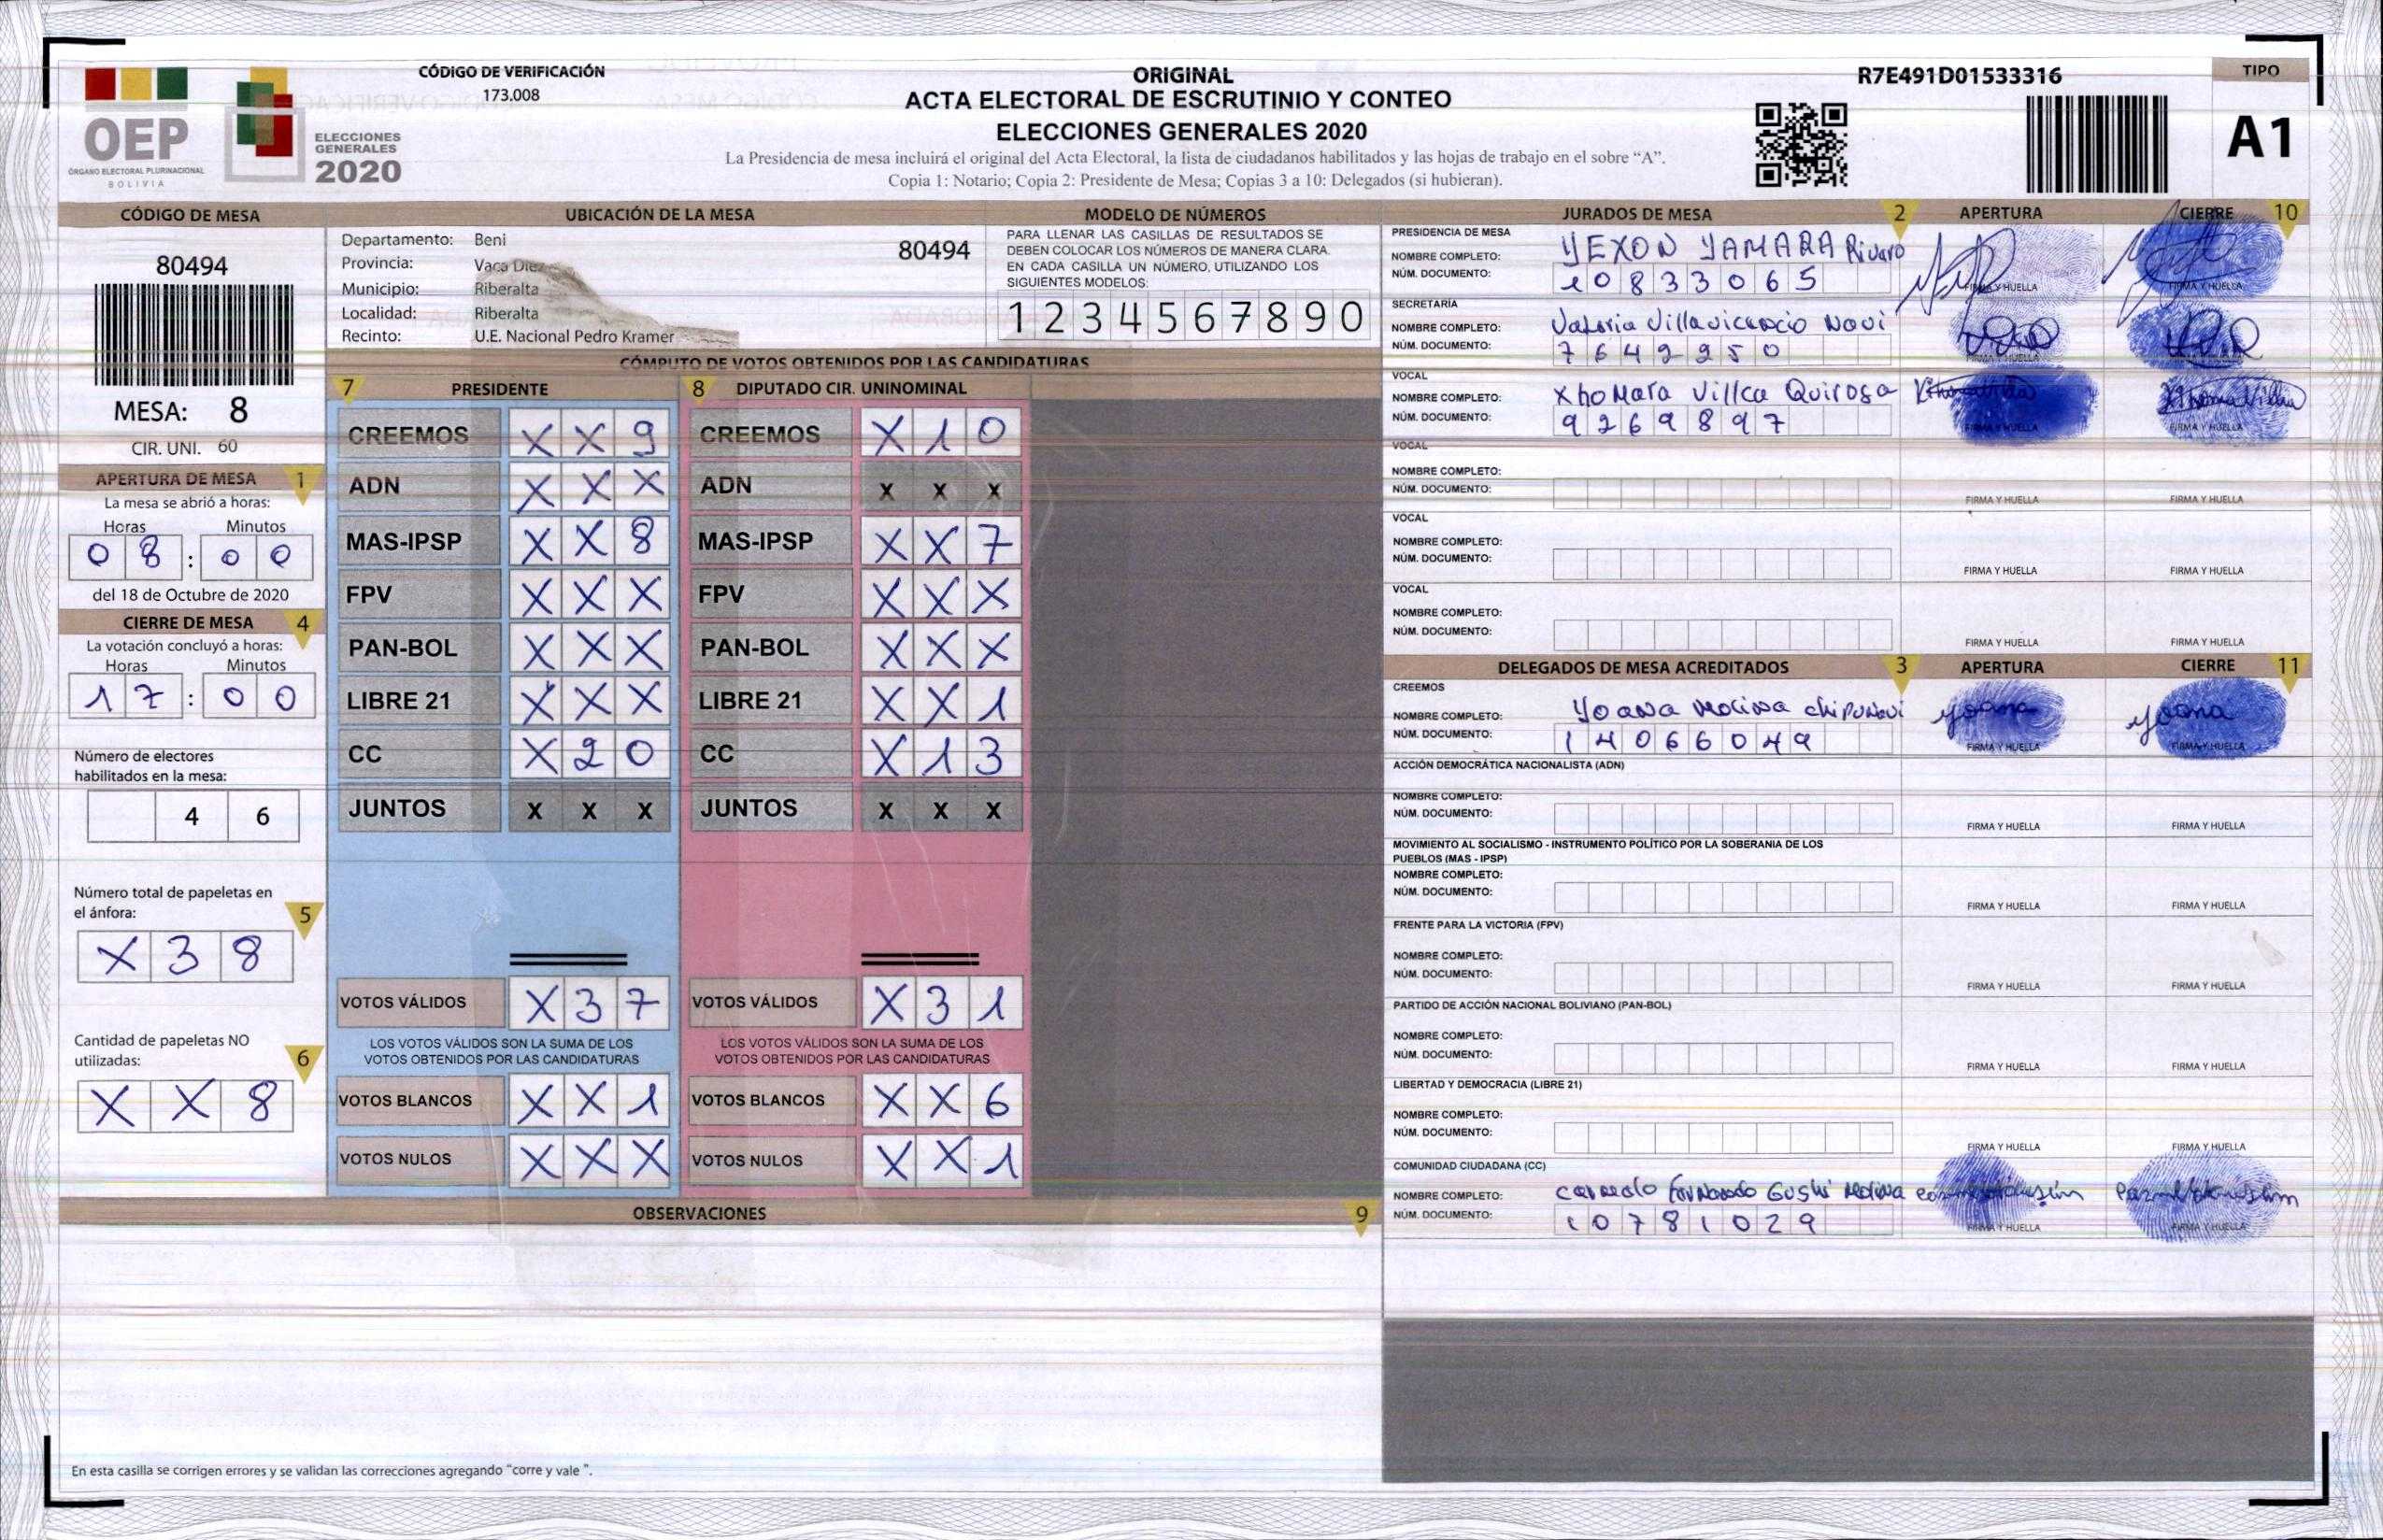 CÓDIGO DE VERIFICACIÓN
173.008
OEP
ÓRGANO ELECTORAL PLURINACIONAL
BOLIVIA
ELECCIONES
GENERALES
2020
ORIGINAL
ACTA ELECTORAL DE ESCRUTINIO Y CONTEO
ELECCIONES GENERALES 2020
La Presidencia de mesa incluirá el original del Acta Electoral, la lista de ciudadanos habilitados y las hojas de trabajo en el sobre “A”.
Copia 1: Notario; Copia 2: Presidente de Mesa; Copias 3 a 10: Delegados (si hubieran).
R7E491D01533316
TIPO
A1
CÓDIGO DE MESA
80494
MESA: 8
CIR. UNI. 60
APERTURA DE MESA 1
La mesa se abrió a horas:
Horas Minutos
0 8 : 0 0
del 18 de Octubre de 2020
CIERRE DE MESA 4
La votación concluyó a horas:
Horas Minutos
1 7 : 0 0
Número de electores
habilitados en la mesa:
4 6
Número total de papeletas en
el ánfora: 5
X 3 8
Cantidad de papeletas NO
utilizadas: 6
X X 8
UBICACIÓN DE LA MESA
Departamento: Beni
Provincia: Vaca Diez
Municipio: Riberalta
Localidad: Riberalta
Recinto: U.E. Nacional Pedro Kramer
80494
MODELO DE NÚMEROS
PARA LLENAR LAS CASILLAS DE RESULTADOS SE
DEBEN COLOCAR LOS NÚMEROS DE MANERA CLARA.
EN CADA CASILLA UN NÚMERO, UTILIZANDO LOS
SIGUIENTES MODELOS:
1 2 3 4 5 6 7 8 9 0
CÓMPUTO DE VOTOS OBTENIDOS POR LAS CANDIDATURAS
7 PRESIDENTE 8 DIPUTADO CIR. UNINOMINAL
CREEMOS X X 9 CREEMOS X 1 0
ADN X X X ADN X X X
MAS-IPSP X X 8 MAS-IPSP X X 7
FPV X X X FPV X X X
PAN-BOL X X X PAN-BOL X X X
LIBRE 21 X X X LIBRE 21 X X 1
CC X 2 0 CC X 1 3
JUNTOS X X X JUNTOS X X X
VOTOS VÁLIDOS X 3 7 VOTOS VÁLIDOS X 3 1
LOS VOTOS VÁLIDOS SON LA SUMA DE LOS LOS VOTOS VÁLIDOS SON LA SUMA DE LOS
VOTOS OBTENIDOS POR LAS CANDIDATURAS VOTOS OBTENIDOS POR LAS CANDIDATURAS
VOTOS BLANCOS X X 1 VOTOS BLANCOS X X 6
VOTOS NULOS X X X VOTOS NULOS X X 1
OBSERVACIONES 9
En esta casilla se corrigen errores y se validan las correcciones agregando “corre y vale ”.
JURADOS DE MESA 2 APERTURA CIERRE 10
PRESIDENCIA DE MESA
NOMBRE COMPLETO: YEXON YAMARA Rivaro
NÚM. DOCUMENTO: 10833065 FIRMA Y HUELLA FIRMA Y HUELLA
SECRETARIA
NOMBRE COMPLETO: Valeria Villavicencio Navi
NÚM. DOCUMENTO: 7642250 FIRMA Y HUELLA FIRMA Y HUELLA
VOCAL
NOMBRE COMPLETO: Xhomara Villca Quiroga
NÚM. DOCUMENTO: 9269897 FIRMA Y HUELLA FIRMA Y HUELLA
VOCAL
NOMBRE COMPLETO:
NÚM. DOCUMENTO: FIRMA Y HUELLA FIRMA Y HUELLA
VOCAL
NOMBRE COMPLETO:
NÚM. DOCUMENTO: FIRMA Y HUELLA FIRMA Y HUELLA
VOCAL
NOMBRE COMPLETO:
NÚM. DOCUMENTO: FIRMA Y HUELLA FIRMA Y HUELLA
DELEGADOS DE MESA ACREDITADOS 3 APERTURA CIERRE 11
CREEMOS
NOMBRE COMPLETO: Yoana Molina chipunavi Yoana Yoana
NÚM. DOCUMENTO: 14066049 FIRMA Y HUELLA FIRMA Y HUELLA
ACCIÓN DEMOCRÁTICA NACIONALISTA (ADN)
NOMBRE COMPLETO:
NÚM. DOCUMENTO: FIRMA Y HUELLA FIRMA Y HUELLA
MOVIMIENTO AL SOCIALISMO - INSTRUMENTO POLÍTICO POR LA SOBERANIA DE LOS
PUEBLOS (MAS - IPSP)
NOMBRE COMPLETO:
NÚM. DOCUMENTO: FIRMA Y HUELLA FIRMA Y HUELLA
FRENTE PARA LA VICTORIA (FPV)
NOMBRE COMPLETO:
NÚM. DOCUMENTO: FIRMA Y HUELLA FIRMA Y HUELLA
PARTIDO DE ACCIÓN NACIONAL BOLIVIANO (PAN-BOL)
NOMBRE COMPLETO:
NÚM. DOCUMENTO: FIRMA Y HUELLA FIRMA Y HUELLA
LIBERTAD Y DEMOCRACIA (LIBRE 21)
NOMBRE COMPLETO:
NÚM. DOCUMENTO: FIRMA Y HUELLA FIRMA Y HUELLA
COMUNIDAD CIUDADANA (CC)
NOMBRE COMPLETO: Fernando Gushi Molina
NÚM. DOCUMENTO: 10781029 FIRMA Y HUELLA FIRMA Y HUELLA